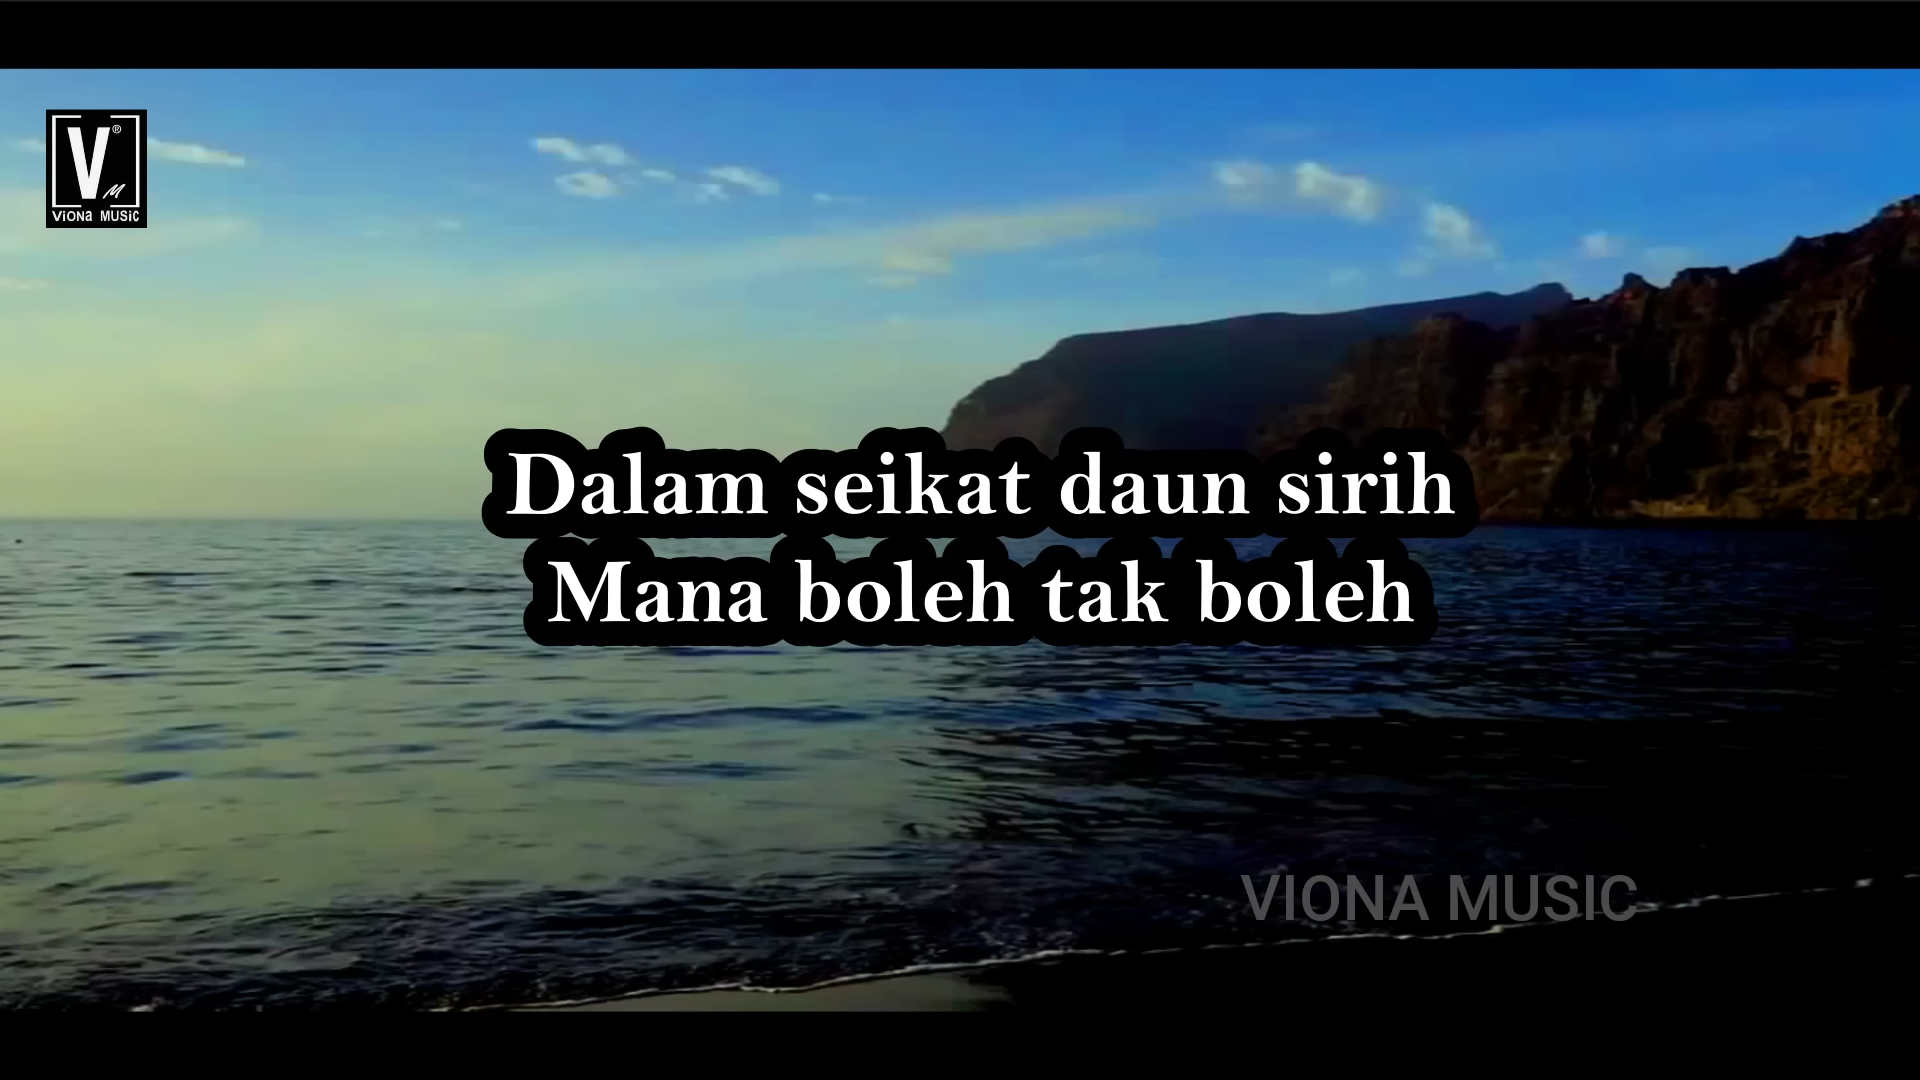 V®
M
ViONa MUSiC
Dalam seikat daun sirih
Mana boleh tak boleh
VIONA MUSIC